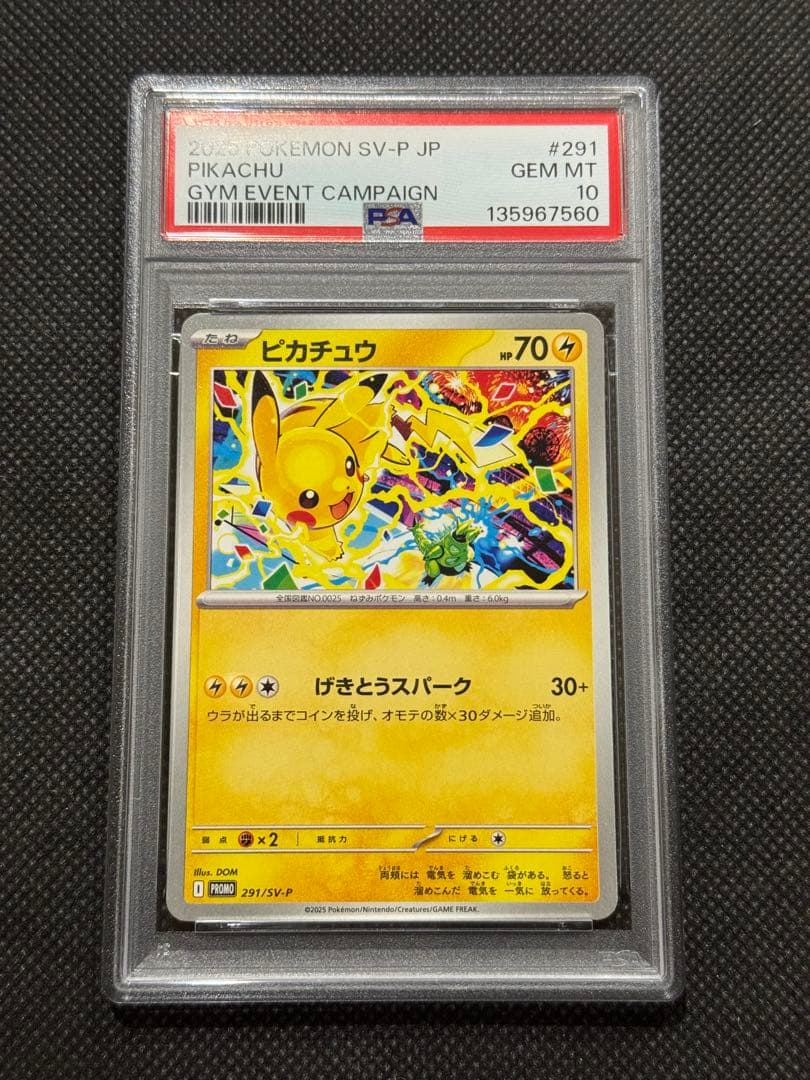 2025 POKEMON SV-P JP #291
PIKACHU GEM MT
GYM EVENT CAMPAIGN 10
PSA 135967560
たね ピカチュウ HP70
全国図鑑NO.0025 ねずみポケモン 高さ:0.4m 重さ:6.0kg
げきとうスパーク 30+
ウラが出るまでコインを投げ、オモテの数×30ダメージ追加。
弱点 ×2 抵抗力 にげる
Illus. DOM
両頬には 電気を 溜めこむ 袋がある。 怒ると
溜めこんだ 電気を 一気に 放ってくる。
I PROMO 291/SV-P
©2025 Pokémon/Nintendo/Creatures/GAME FREAK.